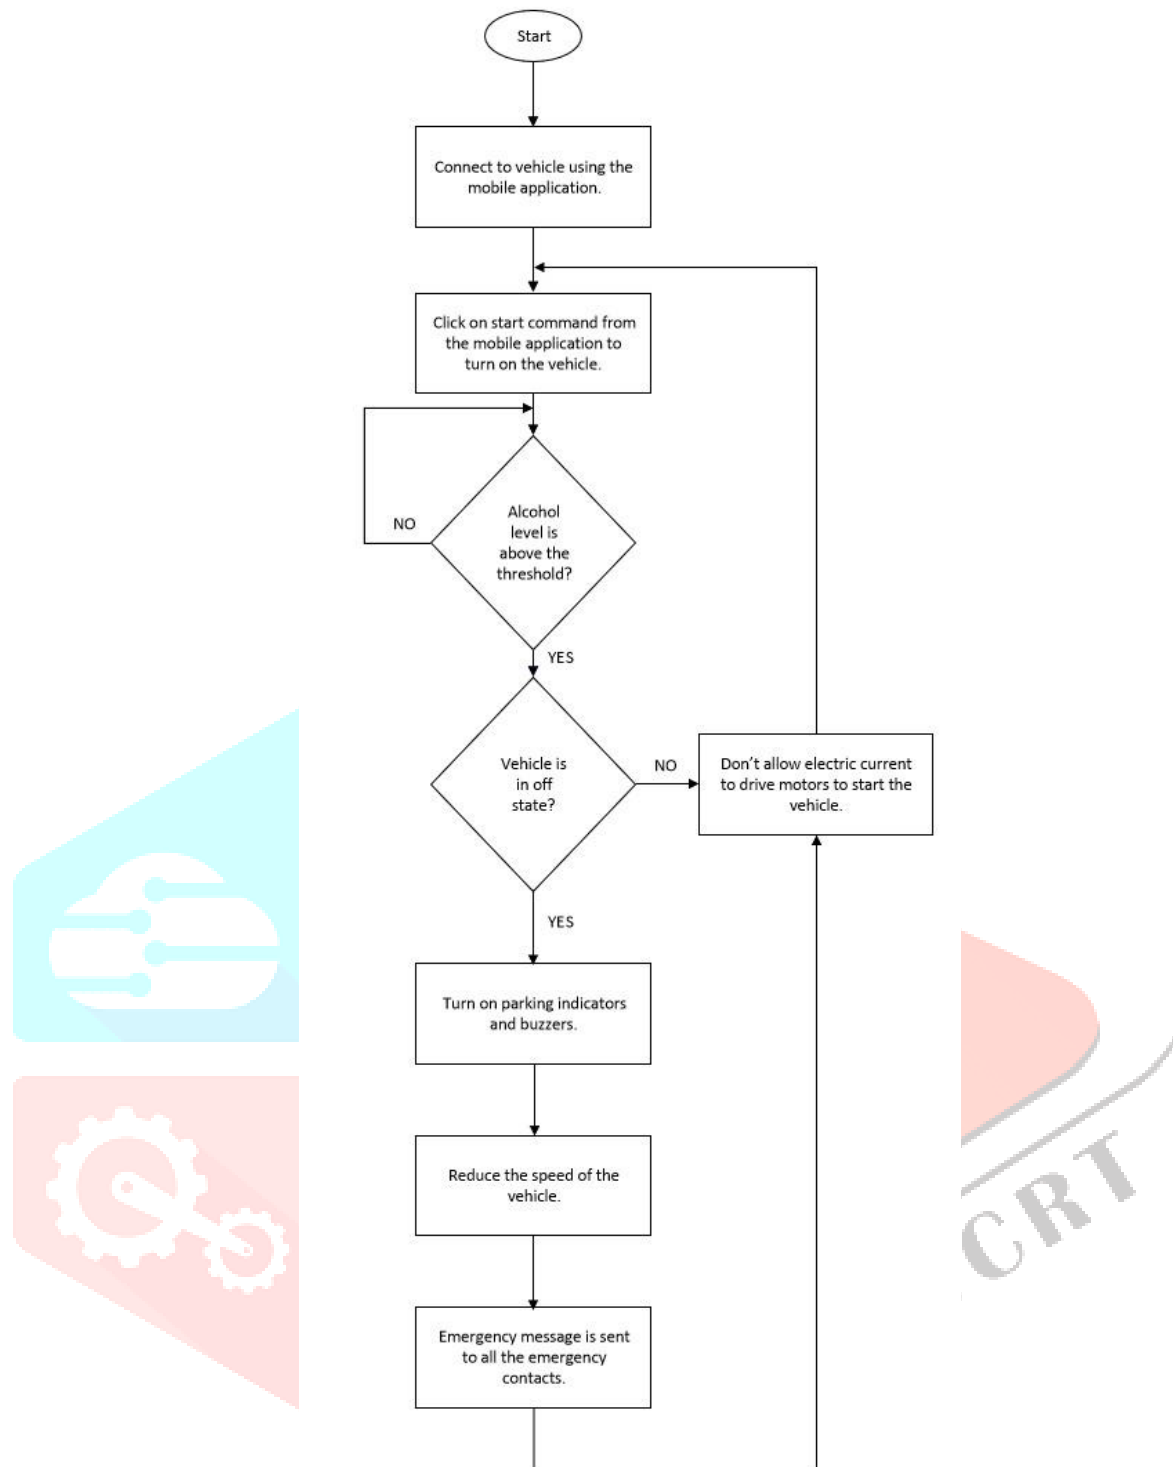 Start
Connect to vehicle using the
mobile application.
Click on start command from
the mobile application to
turn on the vehicle.
Alcohol
level is
above the
threshold?
NO
YES
Vehicle is
in off
state?
NO
Don't allow electric current
to drive motors to start the
vehicle.
YES
Turn on parking indicators
and buzzers.
Reduce the speed of the
vehicle.
CRT
Emergency message is sent
to all the emergency
contacts.